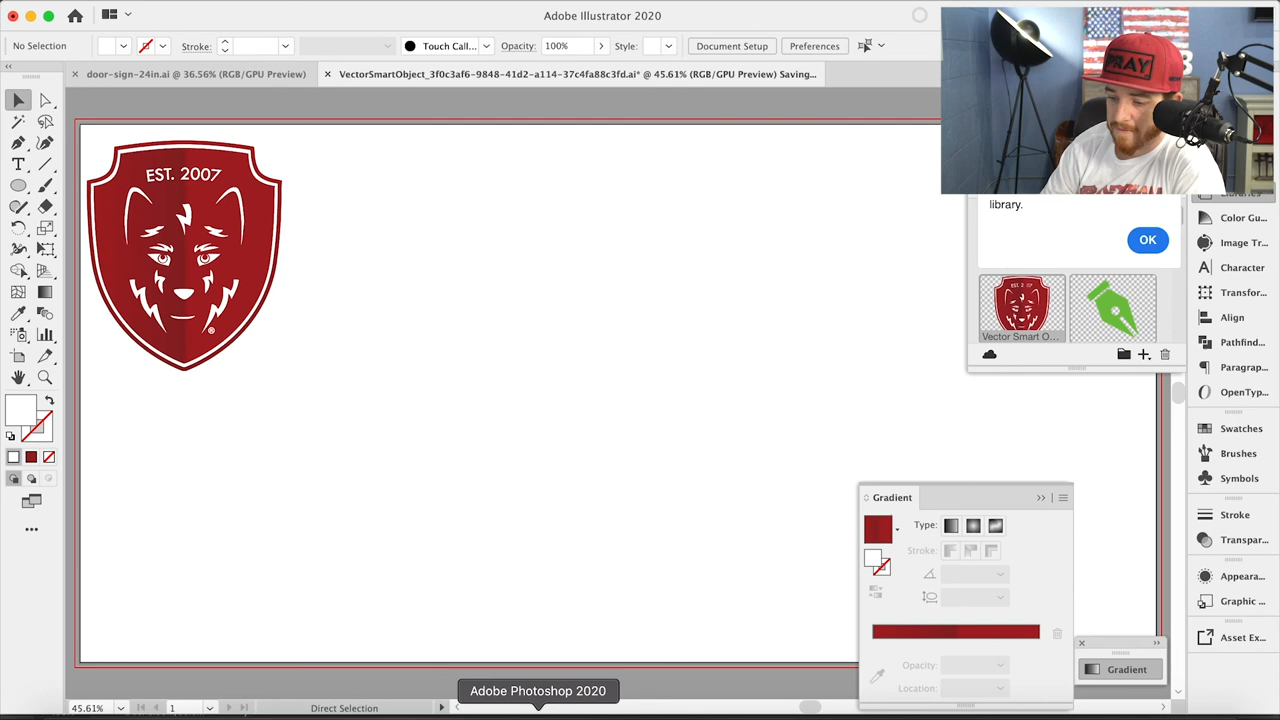 Adobe Illustrator 2020
No Selection
Stroke:
Touch Call...
Opacity: 100%
Style:
Document Setup
Preferences
door-sign-24in.ai @ 36.56% (RGB/GPU Preview)
VectorSmartObject_3f0c3af6-9848-41d2-a114-37c4fa88c3fd.ai* @ 45.61% (RGB/GPU Preview) Saving...
PRAY
EST. 2007
®
library.
OK
EST. 2007
Vector Smart O...
Color Gu...
Image Tr...
Character
Transfor...
Align
Pathfind...
Paragrap...
OpenTyp...
Swatches
Brushes
Symbols
Stroke
Transpar...
Appeara...
Graphic ...
Asset Ex...
Gradient
Type:
Stroke:
Opacity:
Location:
Gradient
Adobe Photoshop 2020
45.61%
1
Direct Selection